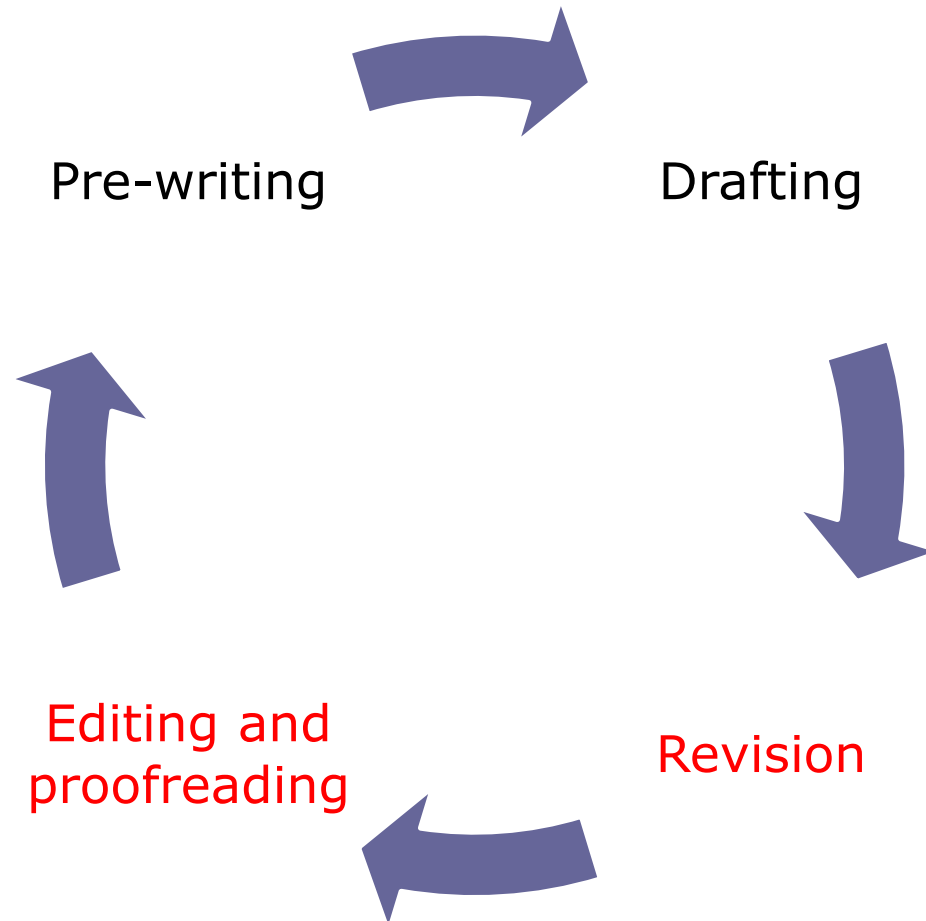 Pre-writing
Drafting
Editing and
proofreading
Revision